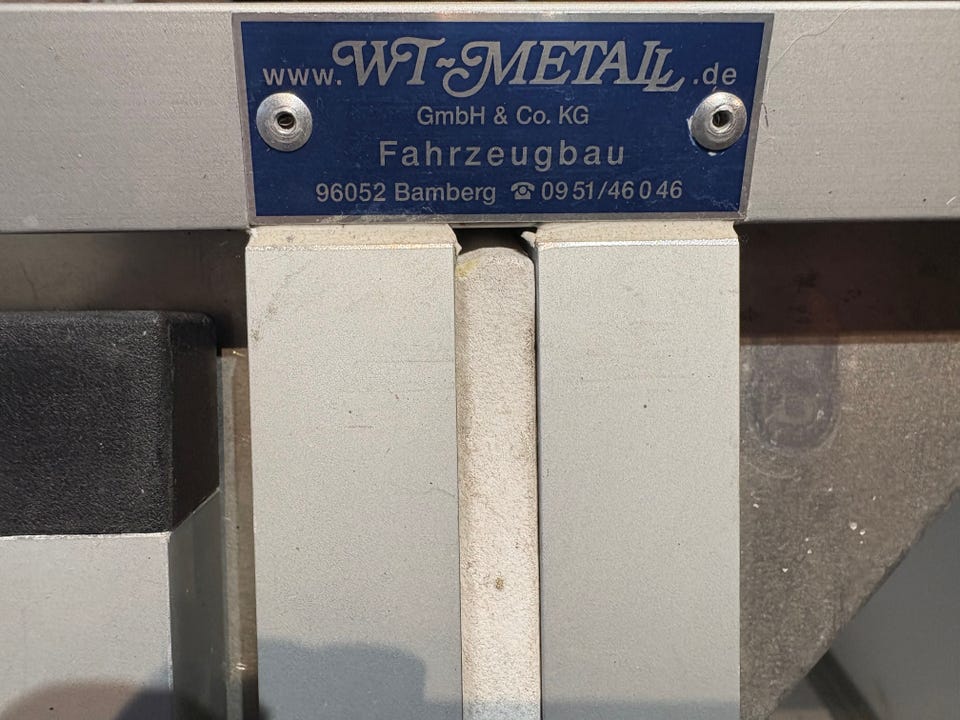 www.WT~METALL.de
GmbH & Co. KG
Fahrzeugbau
96052 Bamberg ☎ 0951/46046